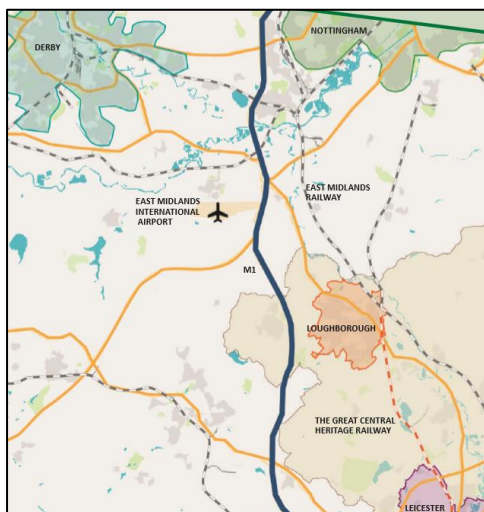 DERBY
NOTTINGHAM
EAST MIDLANDS
RAILWAY
EAST MIDLANDS
INTERNATIONAL
AIRPORT
M1
LOUGHBOROUGH
THE GREAT CENTRAL
HERITAGE RAILWAY
LEICESTER